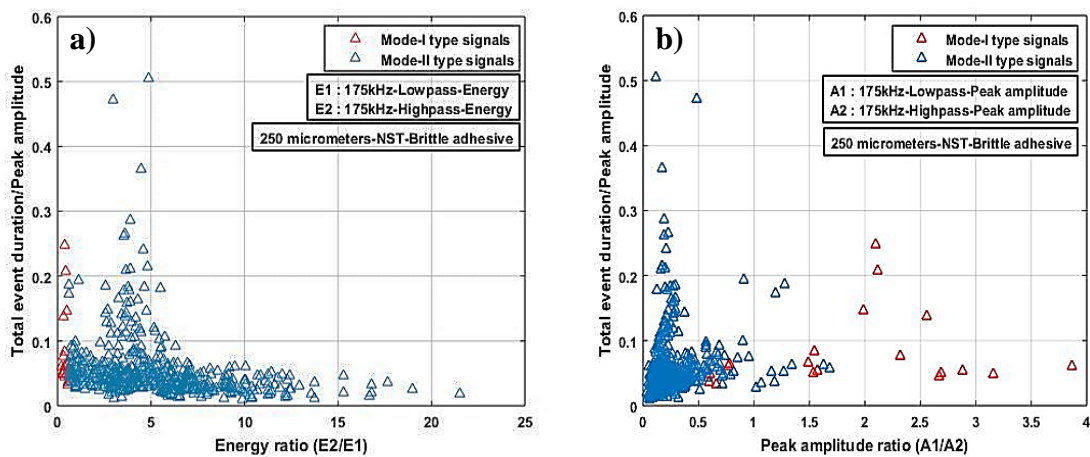 a)
Mode-I type signals
Mode-II type signals
E1 : 175kHz-Lowpass-Energy
E2 : 175kHz-Highpass-Energy
250 micrometers-NST-Brittle adhesive
Total event duration/Peak amplitude
0.6
0.5
0.4
0.3
0.2
0.1
0
0 5 10 15 20 25
Energy ratio (E2/E1)
b)
Mode-I type signals
Mode-II type signals
A1 : 175kHz-Lowpass-Peak amplitude
A2 : 175kHz-Highpass-Peak amplitude
250 micrometers-NST-Brittle adhesive
Total event duration/Peak amplitude
0.6
0.5
0.4
0.3
0.2
0.1
0
0 0.5 1 1.5 2 2.5 3 3.5 4
Peak amplitude ratio (A1/A2)